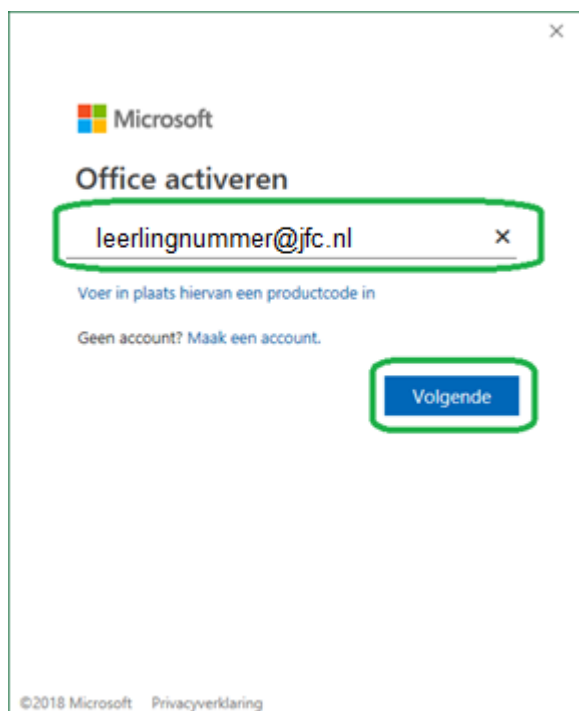 Microsoft
Office activeren
leerlingnummer@jfc.nl
Voer in plaats hiervan een productcode in
Geen account? Maak een account.
Volgende
©2018 Microsoft Privacyverklaring